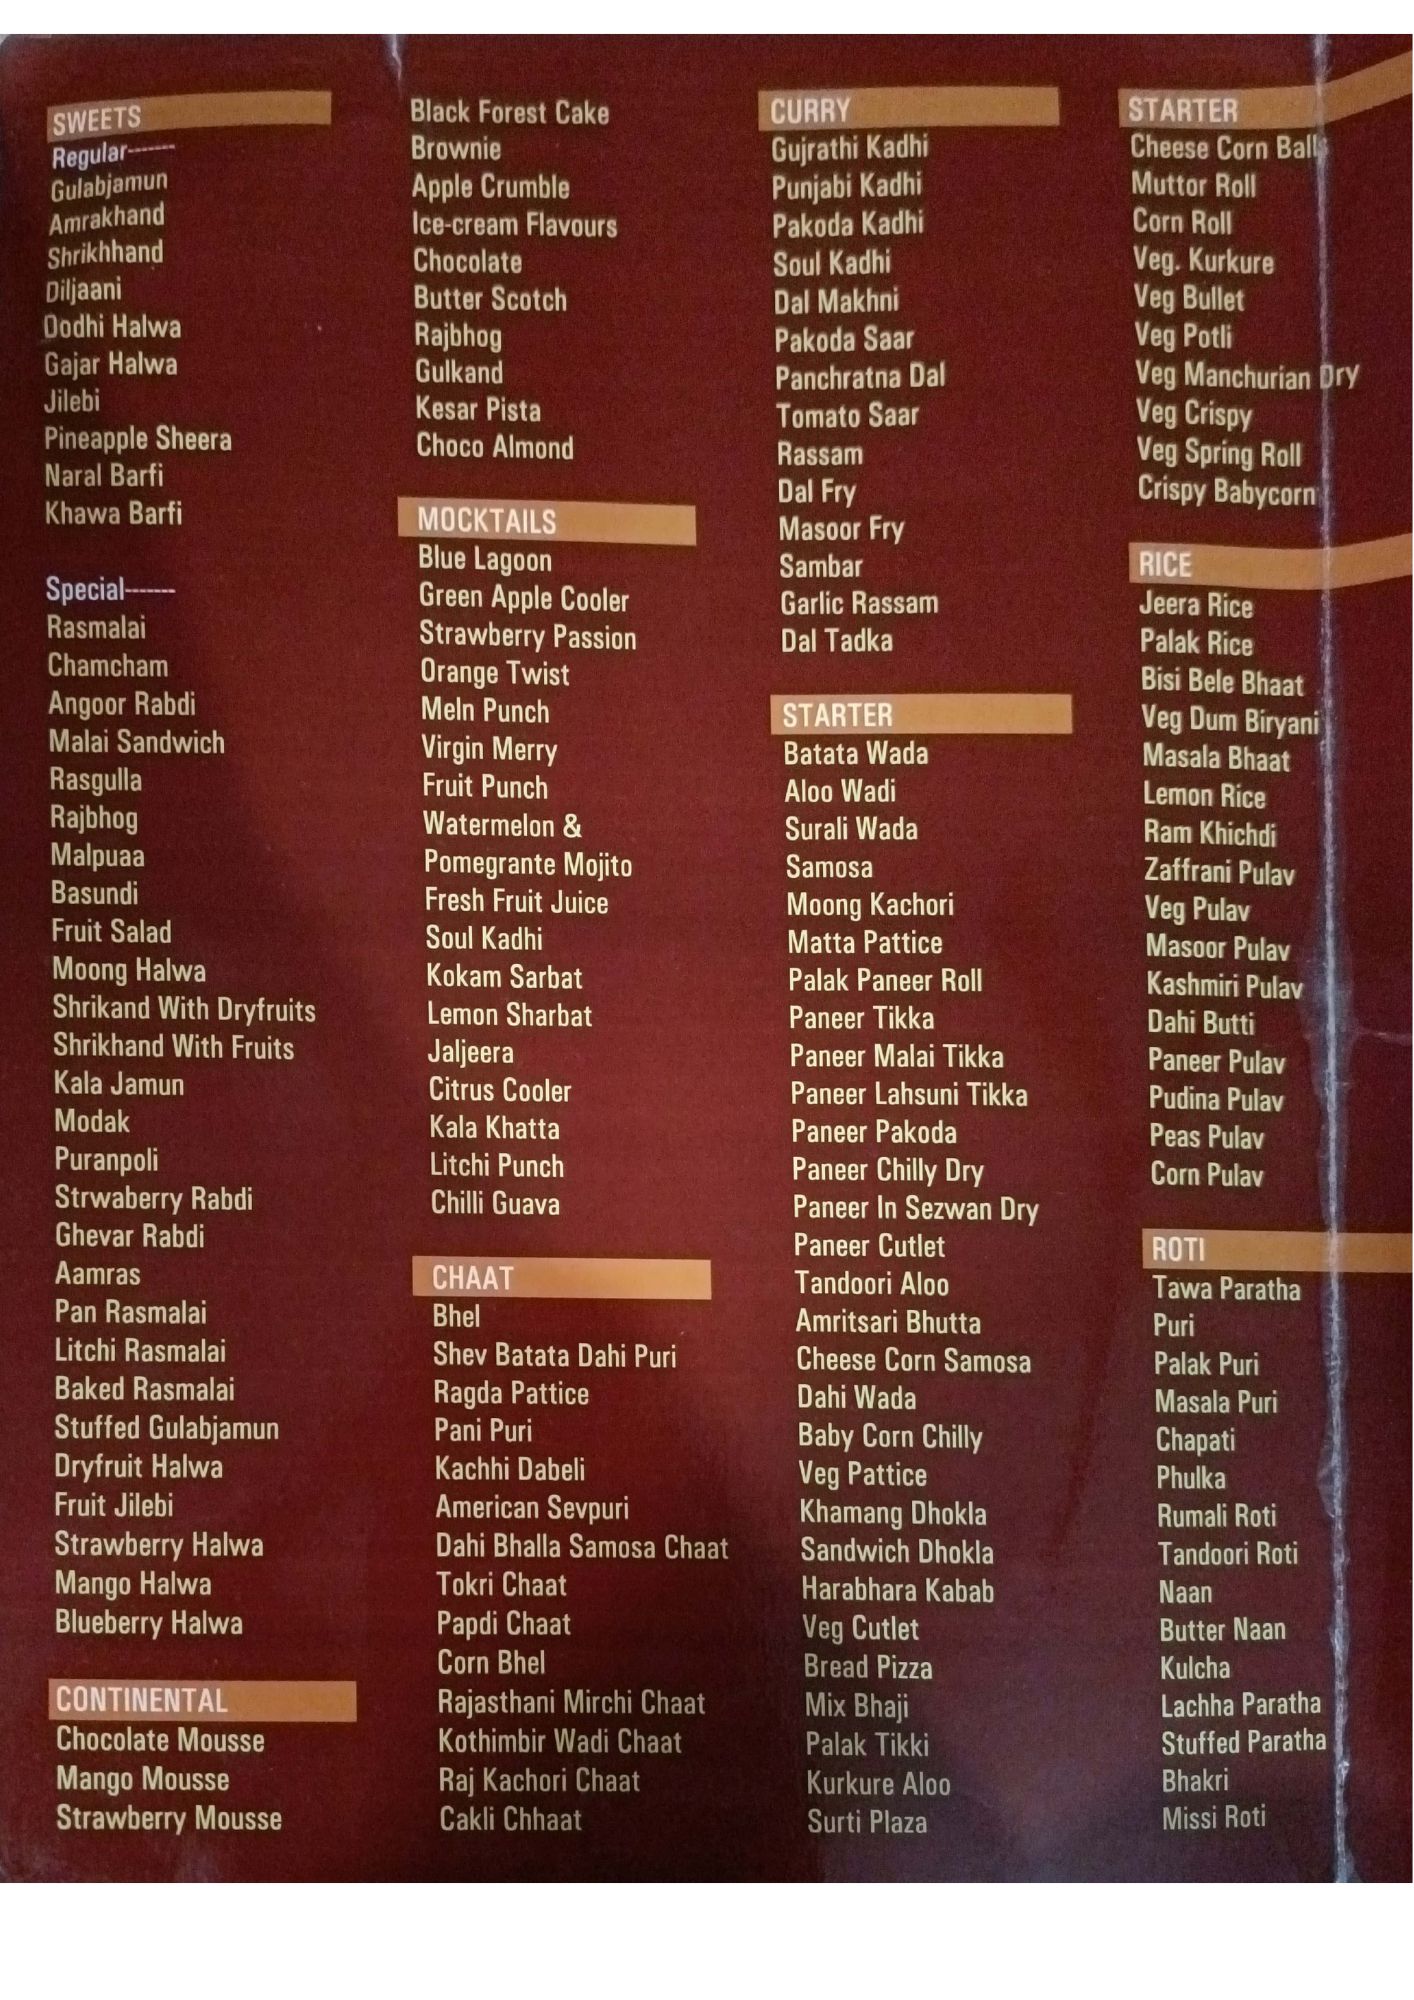 SWEETS
Regular-------
Gulabjamun
Amrakhand
Shrikhhand
Diljaani
Dodhi Halwa
Gajar Halwa
Jilebi
Pineapple Sheera
Naral Barfi
Khawa Barfi
Special-------
Rasmalai
Chamcham
Angoor Rabdi
Malai Sandwich
Rasgulla
Rajbhog
Malpuaa
Basundi
Fruit Salad
Moong Halwa
Shrikand With Dryfruits
Shrikhand With Fruits
Kala Jamun
Modak
Puranpoli
Strwaberry Rabdi
Ghevar Rabdi
Aamras
Pan Rasmalai
Litchi Rasmalai
Baked Rasmalai
Stuffed Gulabjamun
Dryfruit Halwa
Fruit Jilebi
Strawberry Halwa
Mango Halwa
Blueberry Halwa
CONTINENTAL
Chocolate Mousse
Mango Mousse
Strawberry Mousse
Black Forest Cake
Brownie
Apple Crumble
Ice-cream Flavours
Chocolate
Butter Scotch
Rajbhog
Gulkand
Kesar Pista
Choco Almond
MOCKTAILS
Blue Lagoon
Green Apple Cooler
Strawberry Passion
Orange Twist
Meln Punch
Virgin Merry
Fruit Punch
Watermelon &
Pomegrante Mojito
Fresh Fruit Juice
Soul Kadhi
Kokam Sarbat
Lemon Sharbat
Jaljeera
Citrus Cooler
Kala Khatta
Litchi Punch
Chilli Guava
CHAAT
Bhel
Shev Batata Dahi Puri
Ragda Pattice
Pani Puri
Kachhi Dabeli
American Sevpuri
Dahi Bhalla Samosa Chaat
Tokri Chaat
Papdi Chaat
Corn Bhel
Rajasthani Mirchi Chaat
Kothimbir Wadi Chaat
Raj Kachori Chaat
Cakli Chhaat
CURRY
Gujrathi Kadhi
Punjabi Kadhi
Pakoda Kadhi
Soul Kadhi
Dal Makhni
Pakoda Saar
Panchratna Dal
Tomato Saar
Rassam
Dal Fry
Masoor Fry
Sambar
Garlic Rassam
Dal Tadka
STARTER
Batata Wada
Aloo Wadi
Surali Wada
Samosa
Moong Kachori
Matta Pattice
Palak Paneer Roll
Paneer Tikka
Paneer Malai Tikka
Paneer Lahsuni Tikka
Paneer Pakoda
Paneer Chilly Dry
Paneer In Sezwan Dry
Paneer Cutlet
Tandoori Aloo
Amritsari Bhutta
Cheese Corn Samosa
Dahi Wada
Baby Corn Chilly
Veg Pattice
Khamang Dhokla
Sandwich Dhokla
Harabhara Kabab
Veg Cutlet
Bread Pizza
Mix Bhaji
Palak Tikki
Kurkure Aloo
Surti Plaza
STARTER
Cheese Corn Balls
Muttor Roll
Corn Roll
Veg. Kurkure
Veg Bullet
Veg Potli
Veg Manchurian Dry
Veg Crispy
Veg Spring Roll
Crispy Babycorn
RICE
Jeera Rice
Palak Rice
Bisi Bele Bhaat
Veg Dum Biryani
Masala Bhaat
Lemon Rice
Ram Khichdi
Zaffrani Pulav
Veg Pulav
Masoor Pulav
Kashmiri Pulav
Dahi Butti
Paneer Pulav
Pudina Pulav
Peas Pulav
Corn Pulav
ROTI
Tawa Paratha
Puri
Palak Puri
Masala Puri
Chapati
Phulka
Rumali Roti
Tandoori Roti
Naan
Butter Naan
Kulcha
Lachha Paratha
Stuffed Paratha
Bhakri
Missi Roti